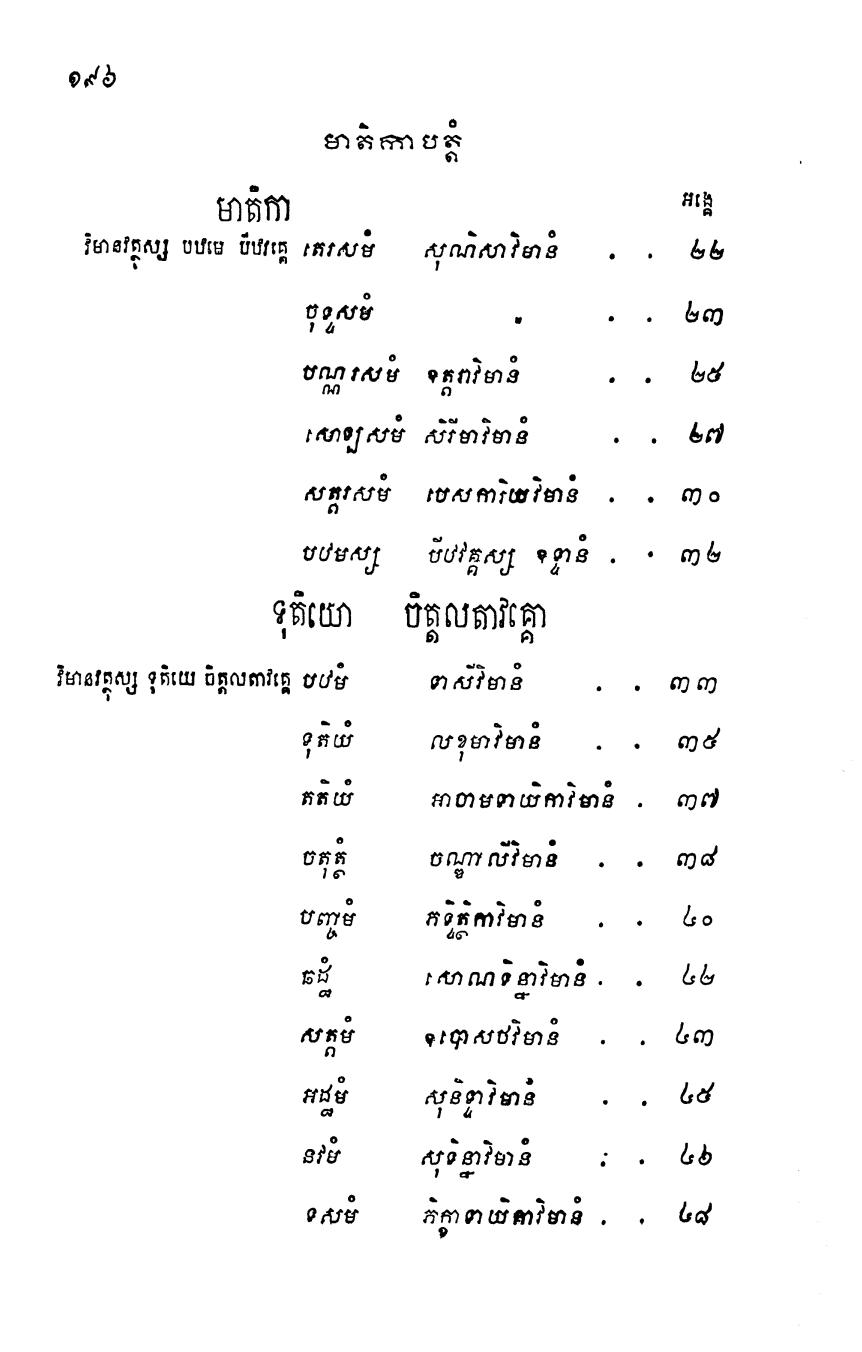 ១៩៦
មាតិកាបត្តំ
មាតិកា អង្គេ
វិមានវត្ថុស្ស បឋមេ បីឋវគ្គេ តេរសមំ សុណិសាវិមានំ . . ២២
ចុទ្ទសមំ " . . ២៣
បណ្ណរសមំ ឧត្តរាវិមានំ . . ២៥
សោឡសមំ សិរីមាវិមានំ . . ២៧
សត្តរសមំ បេសការិយវិមានំ . . ៣០
បឋមស្ស បីឋវគ្គស្ស ឧទ្ទានំ . . ៣២
ទុតិយោ ចិត្តលតាវគ្គោ
វិមានវត្ថុស្ស ទុតិយេ ចិត្តលតាវគ្គេ បឋមំ ទាសីវិមានំ . . ៣៣
ទុតិយំ លខុមាវិមានំ . . ៣៥
តតិយំ អាចាមទាយិកាវិមានំ . ៣៧
ចតុត្ថំ ចណ្ឌាលីវិមានំ . . ៣៨
បញ្ចមំ ភទ្ទិត្ថិកាវិមានំ . . ៤០
ឆដ្ឋំ សោណទិន្នាវិមានំ . . ៤២
សត្តមំ ឧបោសថវិមានំ . . ៤៣
អដ្ឋមំ សុនិទ្ទាវិមានំ . . ៤៥
នវមំ សុទិន្នាវិមានំ : . ៤៦
ទសមំ ភិក្ខាទាយិកាវិមានំ . . ៤៨